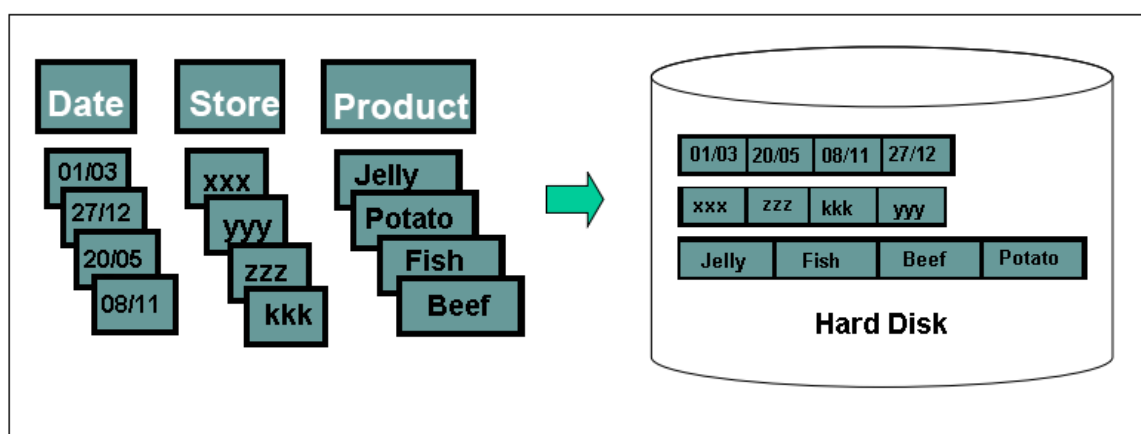 Date Store Product
01/03
27/12
20/05
08/11
xxx
yyy
zzz
kkk
Jelly
Potato
Fish
Beef
01/03 20/05 08/11 27/12
xxx zzz kkk yyy
Jelly Fish Beef Potato
Hard Disk